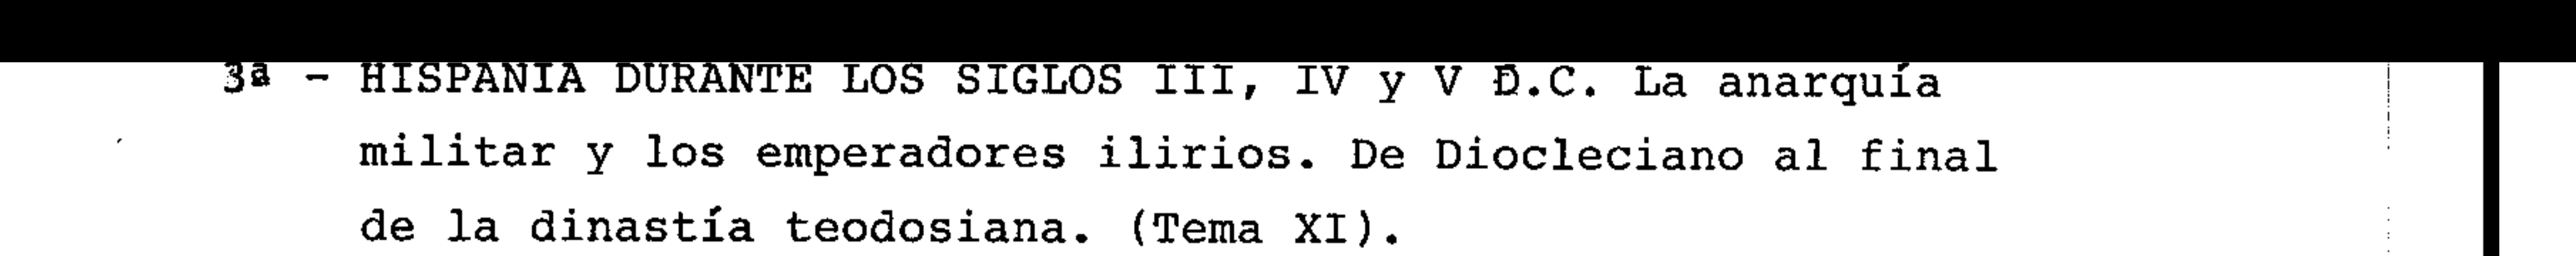 3ª - HISPANIA DURANTE LOS SIGLOS III, IV y V D.C. La anarquía
militar y los emperadores ilirios. De Diocleciano al final
de la dinastía teodosiana. (Tema XI).